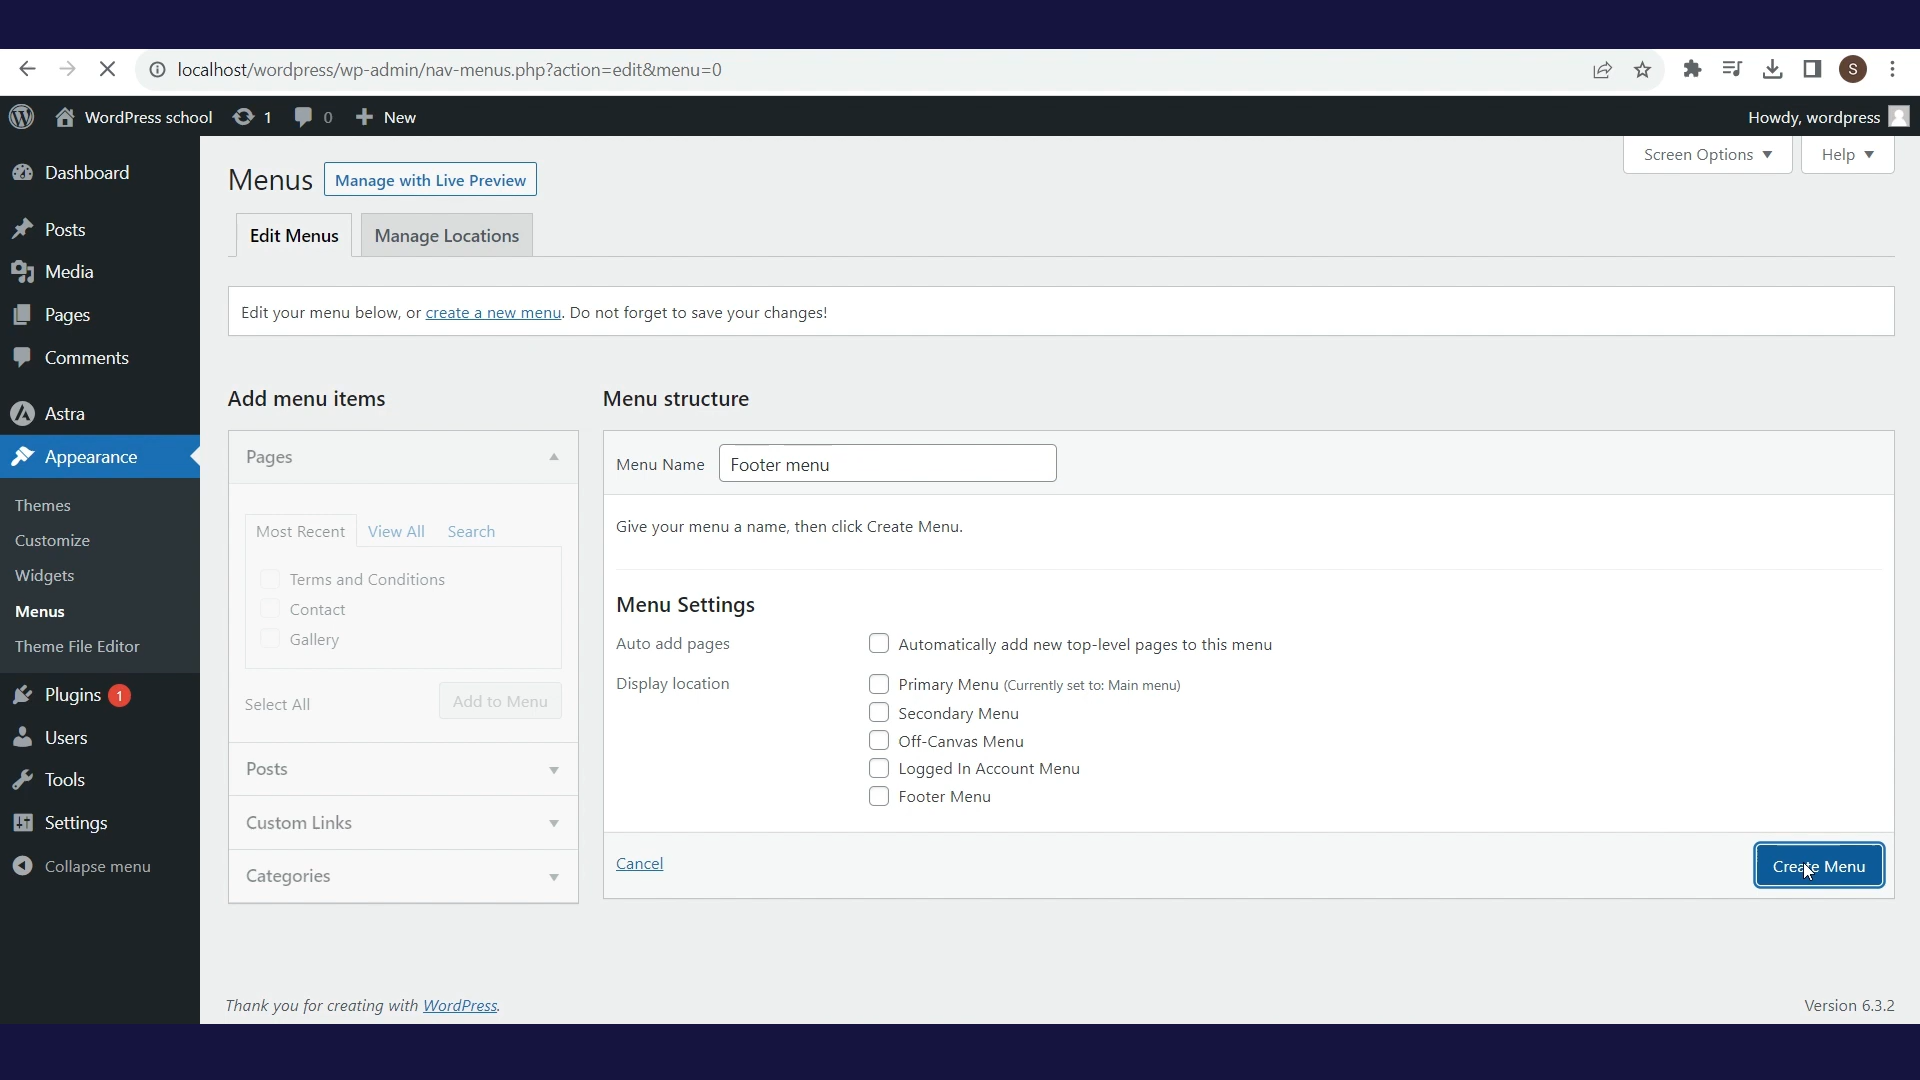 localhost/wordpress/wp-admin/nav-menus.php?action=edit&menu=0
S
WordPress school
1
0
New
Howdy, wordpress
Dashboard
Posts
Media
Pages
Comments
Astra
Appearance
Themes
Customize
Widgets
Menus
Theme File Editor
Plugins 1
Users
Tools
Settings
Collapse menu
Screen Options
Help
Menus
Manage with Live Preview
Edit Menus
Manage Locations
Edit your menu below, or create a new menu. Do not forget to save your changes!
Add menu items
Pages
Most Recent
View All
Search
Terms and Conditions
Contact
Gallery
Select All
Add to Menu
Posts
Custom Links
Categories
Menu structure
Menu Name
Footer menu
Give your menu a name, then click Create Menu.
Menu Settings
Auto add pages
Automatically add new top-level pages to this menu
Display location
Primary Menu (Currently set to: Main menu)
Secondary Menu
Off-Canvas Menu
Logged In Account Menu
Footer Menu
Cancel
Create Menu
Thank you for creating with WordPress.
Version 6.3.2